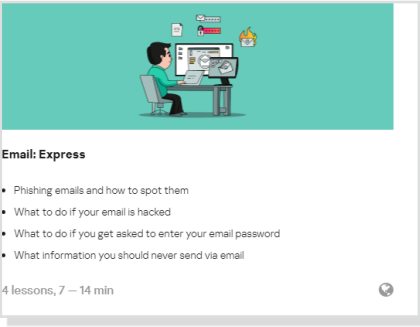 Email: Express
• Phishing emails and how to spot them
• What to do if your email is hacked
• What to do if you get asked to enter your email password
• What information you should never send via email
4 lessons, 7 — 14 min